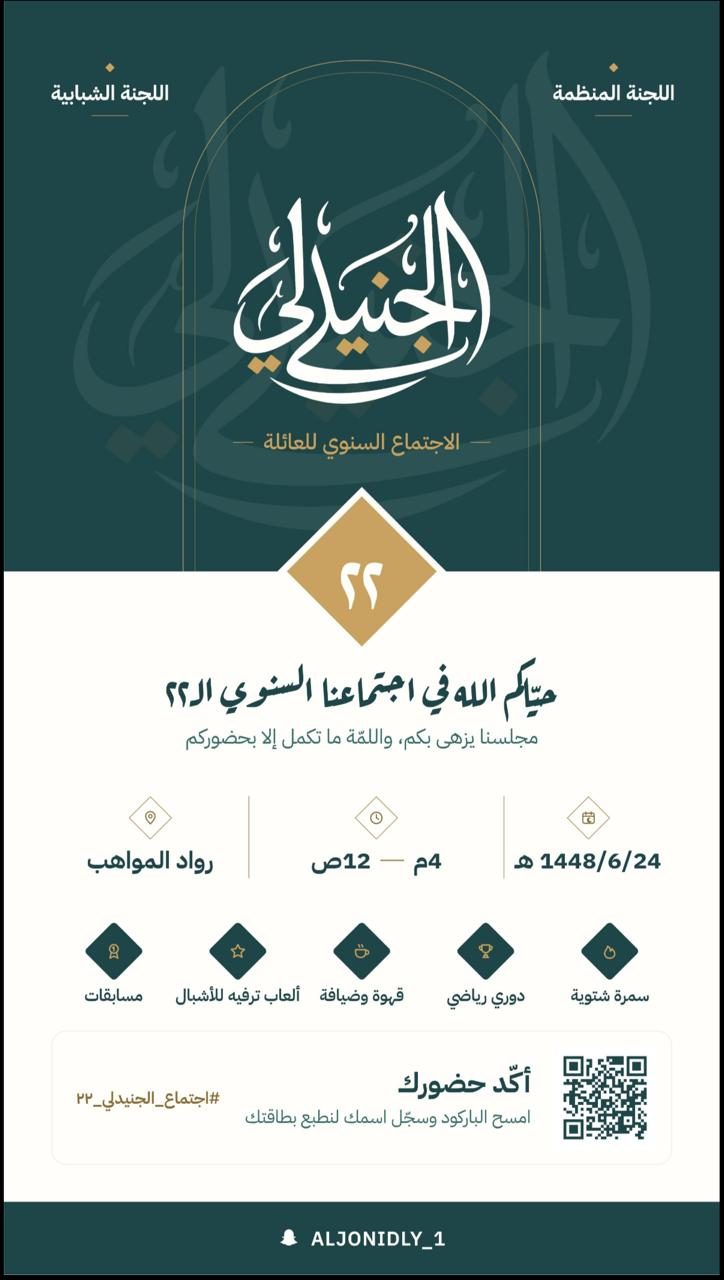 اللجنة المنظمة
اللجنة الشبابية
الجنيدلي
الاجتماع السنوي للعائلة
٢٢
حيّاكم الله في اجتماعنا السنوي الـ٢٢
مجلسنا يزهى بكم، واللمّة ما تكمل إلا بحضوركم
1448/6/24 هـ
4م — 12ص
رواد المواهب
سمرة شتوية
دوري رياضي
قهوة وضيافة
ألعاب ترفيه للأشبال
مسابقات
أكّد حضورك
امسح الباركود وسجّل اسمك لنطبع بطاقتك
#اجتماع_الجنيدلي_٢٢
ALJONIDLY_1